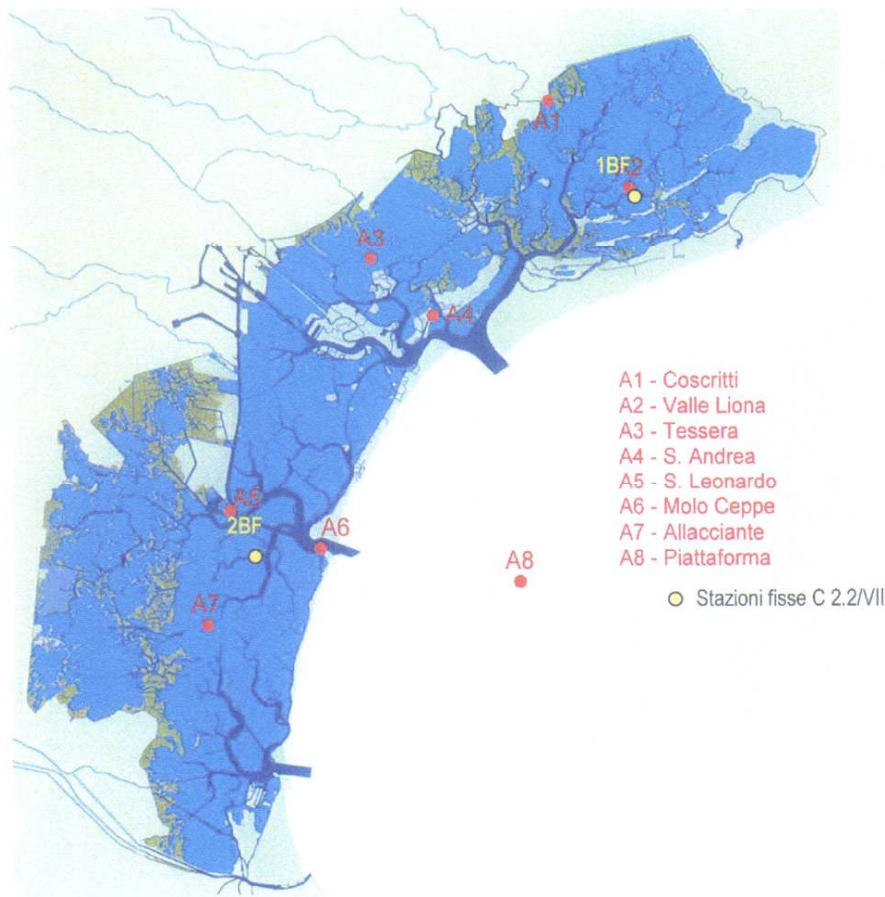 A1
1BF
A2
A3
A4
A1 - Coscritti
A2 - Valle Liona
A3 - Tessera
A4 - S. Andrea
A5 - S. Leonardo
A6 - Molo Ceppe
A7 - Allacciante
A8 - Piattaforma
A5
2BF
A6
A8
Stazioni fisse C 2.2/VII
A7